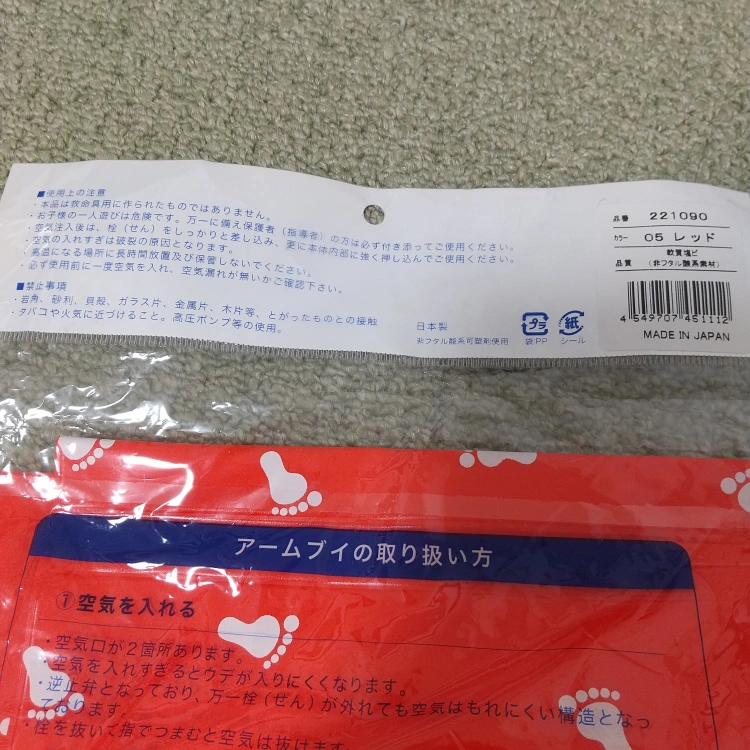 ■使用上の注意
・本品は救命具用に作られたものではありません。
・お子様の一人遊びは危険です。万一に備え保護者（指導者）の方は必ず付き添ってご使用ください。
・空気注入後は、栓（せん）をしっかりと差し込み、更に本体内部に強く押し込んでご使用ください。
・空気の入れすぎは破裂の原因となります。
・高温になる場所に長時間放置及び保管しないでください。
・必ず使用前に一度空気を入れ、空気漏れが無いかご確認下さい。
■禁止事項
・岩角、砂利、貝殻、ガラス片、金属片、木片等、とがったものとの接触
・タバコや火気に近づけること。高圧ポンプ等の使用。
日本製
非フタル酸系可塑剤使用
プラ
袋:PP
紙
シール
品番 221090
カラー 05 レッド
品質 軟質塩ビ
（非フタル酸系素材）
4 549707 451112
MADE IN JAPAN
アームブイの取り扱い方
①空気を入れる
・空気口が2箇所あります。
・空気を入れすぎるとウデが入りにくくなります。
・逆止弁となっており、万一栓（せん）が外れても空気はもれにくい構造となっ
ております。
・栓を抜いて指でつまむと空気は抜けます。